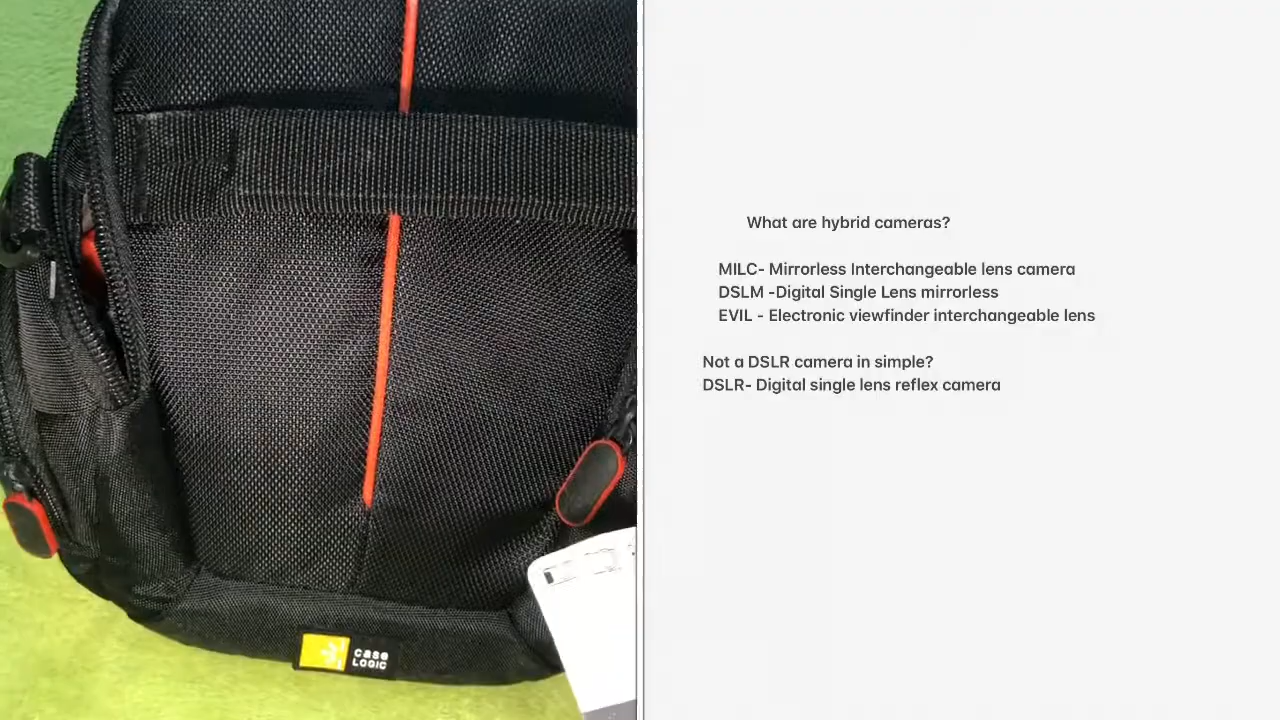 What are hybrid cameras?
MILC- Mirrorless Interchangeable lens camera
DSLM -Digital Single Lens mirrorless
EVIL - Electronic viewfinder interchangeable lens
Not a DSLR camera in simple?
DSLR- Digital single lens reflex camera
case
LOGIC